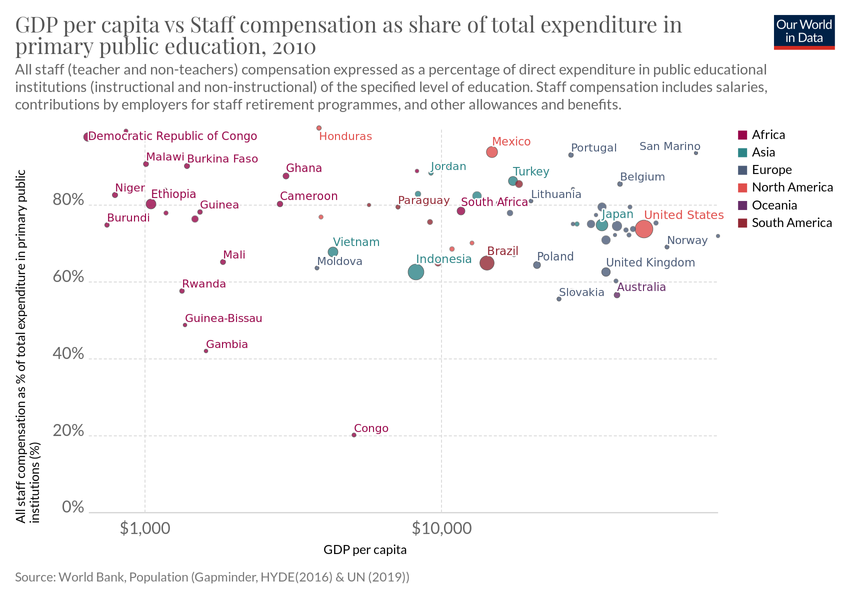 GDP per capita vs Staff compensation as share of total expenditure in
primary public education, 2010
Our World
in Data
All staff (teacher and non-teachers) compensation expressed as a percentage of direct expenditure in public educational
institutions (instructional and non-instructional) of the specified level of education. Staff compensation includes salaries,
contributions by employers for staff retirement programmes, and other allowances and benefits.
Africa
Asia
Europe
North America
Oceania
South America
Democratic Republic of Congo
Honduras
Mexico
Portugal
San Marino
Malawi
Burkina Faso
Ghana
Jordan
Turkey
Belgium
Niger
Ethiopia
Cameroon
Paraguay
South Africa
Lithuania
80%
Burundi
Guinea
Japan
United States
Vietnam
Norway
Mali
Moldova
Indonesia
Brazil
Poland
United Kingdom
60%
Rwanda
Slovakia
Australia
Guinea-Bissau
Gambia
40%
Congo
20%
0%
$1,000
$10,000
GDP per capita
All staff compensation as % of total expenditure in primary public
institutions (%)
Source: World Bank, Population (Gapminder, HYDE(2016) & UN (2019))